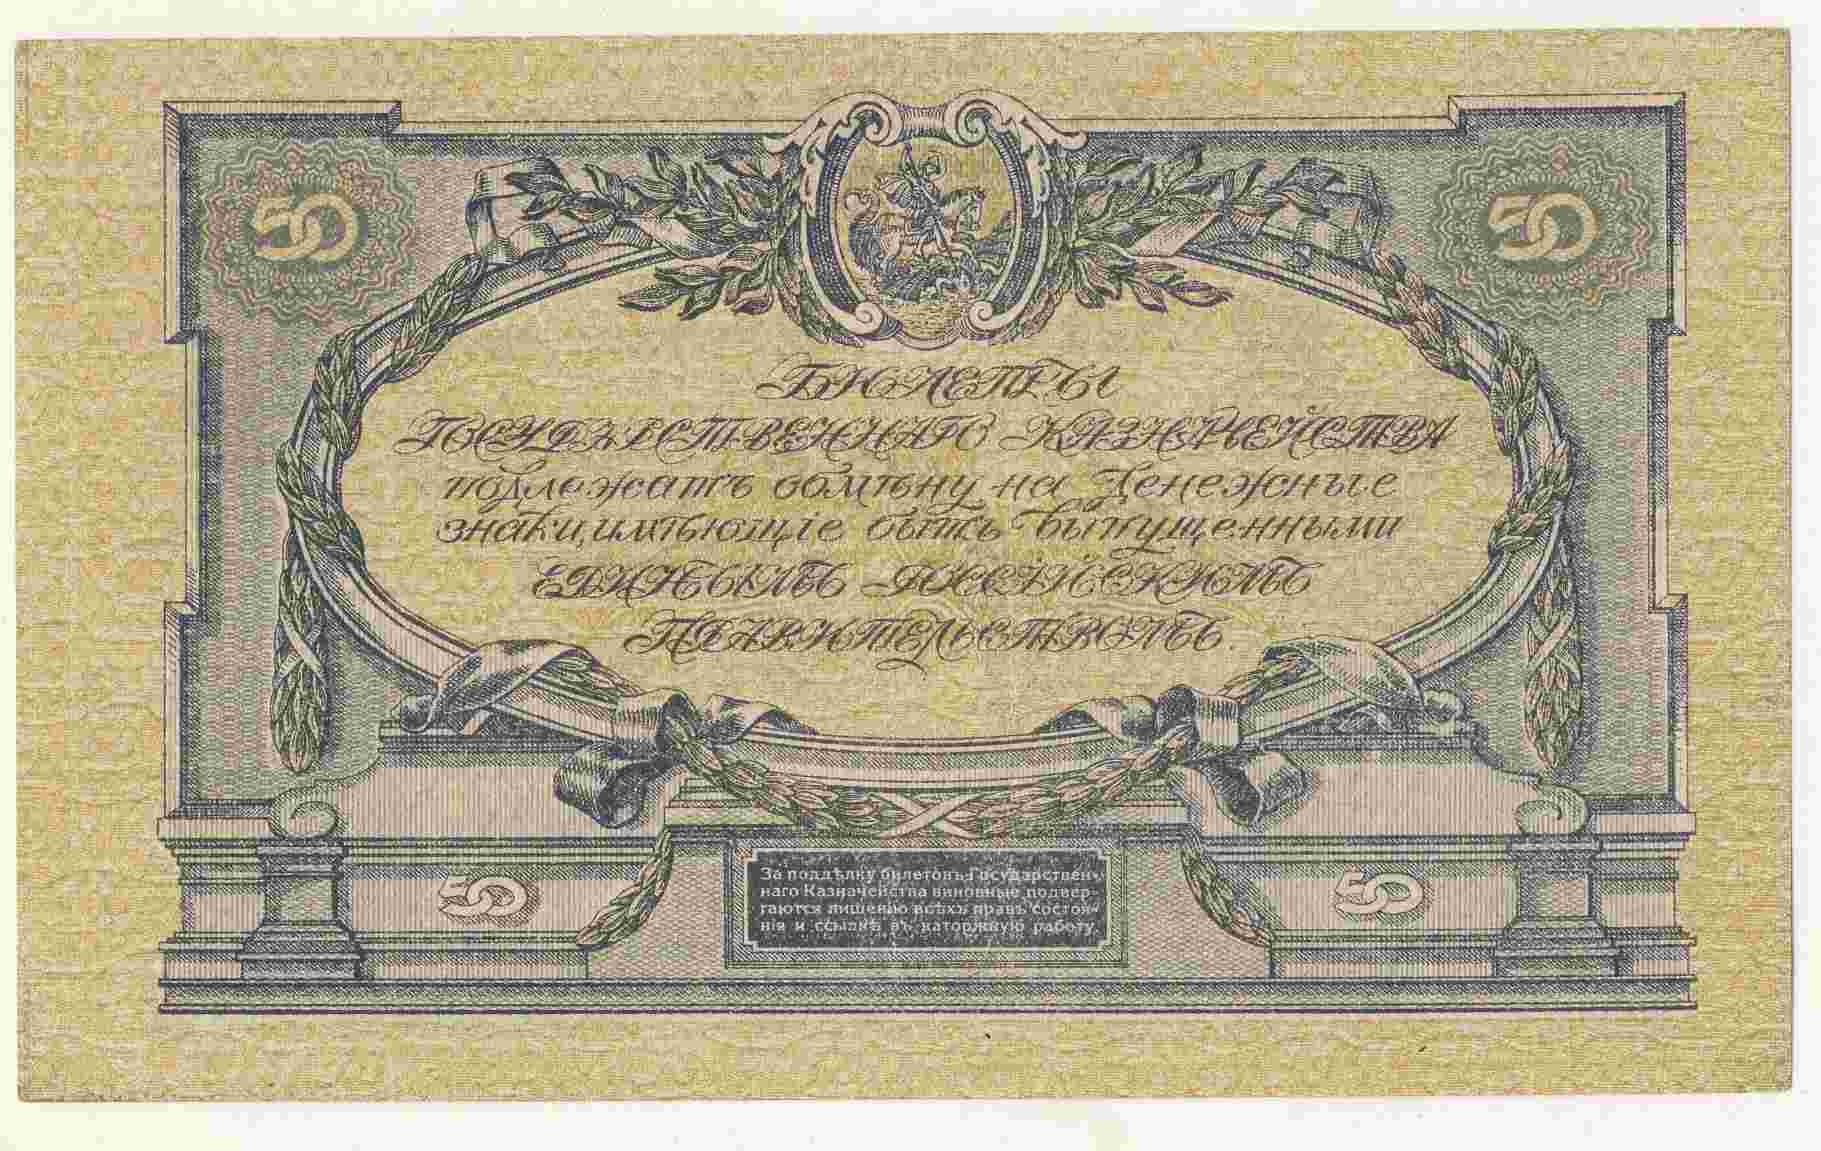 50
50
БИЛЕТЫ
ГОСУДАРСТВЕННАГО КАЗНАЧЕЙСТВА
подлежатъ обмѣну на Денежные
знаки, имѣющіе быть выпущенными
ЕДИНЫМЪ РОССІЙСКИМЪ
ПРАВИТЕЛЬСТВОМЪ.
50
За поддѣлку билетовъ Государствен-
наго Казначейства виновные подвер-
гаются лишенію всѣхъ правъ состоя-
нія и ссылкѣ въ каторжную работу.
50